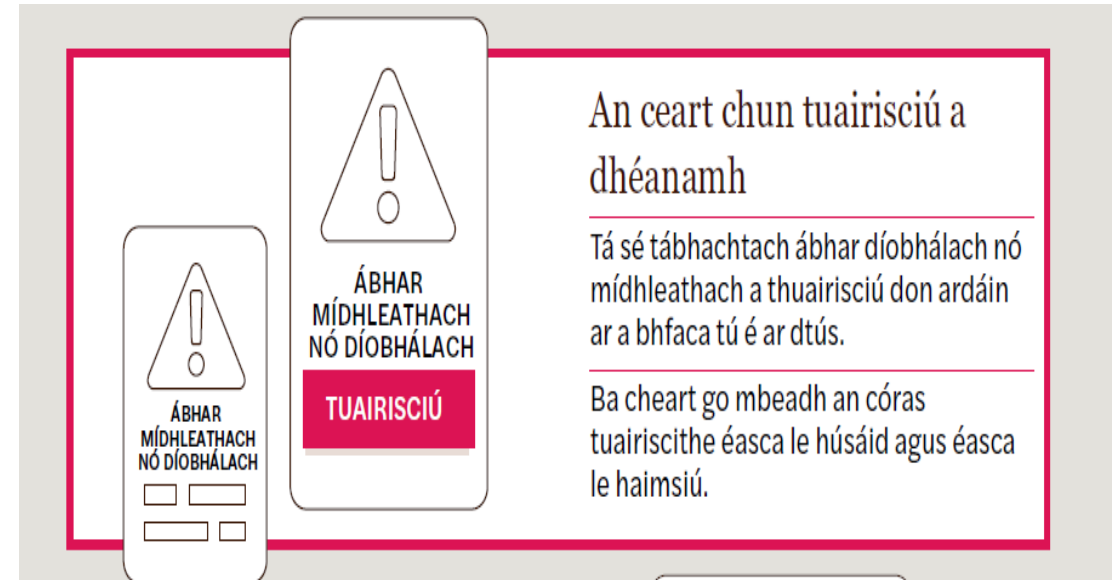 ÁBHAR
MÍDHLEATHACH
NÓ DÍOBHÁLACH
ÁBHAR
MÍDHLEATHACH
NÓ DÍOBHÁLACH
TUAIRISCIÚ
An ceart chun tuairisciú a
dhéanamh
Tá sé tábhachtach ábhar díobhálach nó
mídhleathach a thuairisciú don ardáin
ar a bhfaca tú é ar dtús.
Ba cheart go mbeadh an córas
tuairiscithe éasca le húsáid agus éasca
le haimsiú.